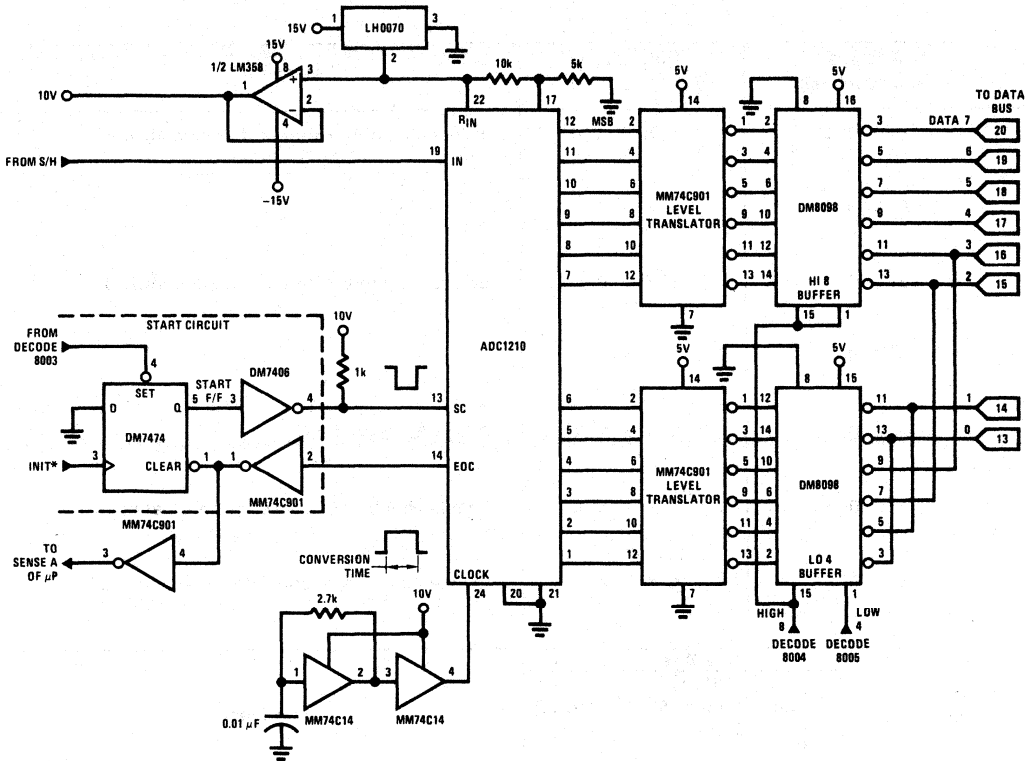 15V 1 LH0070 3
2
15V
1/2 LM358
8
3
+
1
2
−
4
10V
-15V
10k
5k
22
17
RIN
FROM S/H
19
IN
ADC1210
12 MSB 2
11 4
10 6
9 8
8 10
7 12
5V
14
MM74C901
LEVEL
TRANSLATOR
7
1 2
3 4
5 6
9 10
11 12
13 14
8
5V
16
DM8098
HI 8
BUFFER
15 1
TO DATA
BUS
3 DATA 7 20
5 6 19
7 5 18
9 4 17
11 3 16
13 2 15
START CIRCUIT
FROM
DECODE
8003
4
SET
D Q
DM7474
CLEAR
5 START 3
F/F
DM7406
4
10V
1k
13
SC
INIT*
3
1
1
2
14
EOC
MM74C901
MM74C901
3
4
TO
SENSE A
OF μP
CONVERSION
TIME
CLOCK
24
20
21
2.7k
10V
1
2
3
4
MM74C14
MM74C14
0.01 μF
6 2
5 4
4 6
3 8
2 10
1 12
5V
14
MM74C901
LEVEL
TRANSLATOR
7
1 12
3 14
5 10
9 6
11 4
13 2
8
5V
15
DM8098
LO 4
BUFFER
11 1 14
13 0 13
9
7
5
3
15
1
HIGH
8
LOW
4
DECODE
8004
DECODE
8005